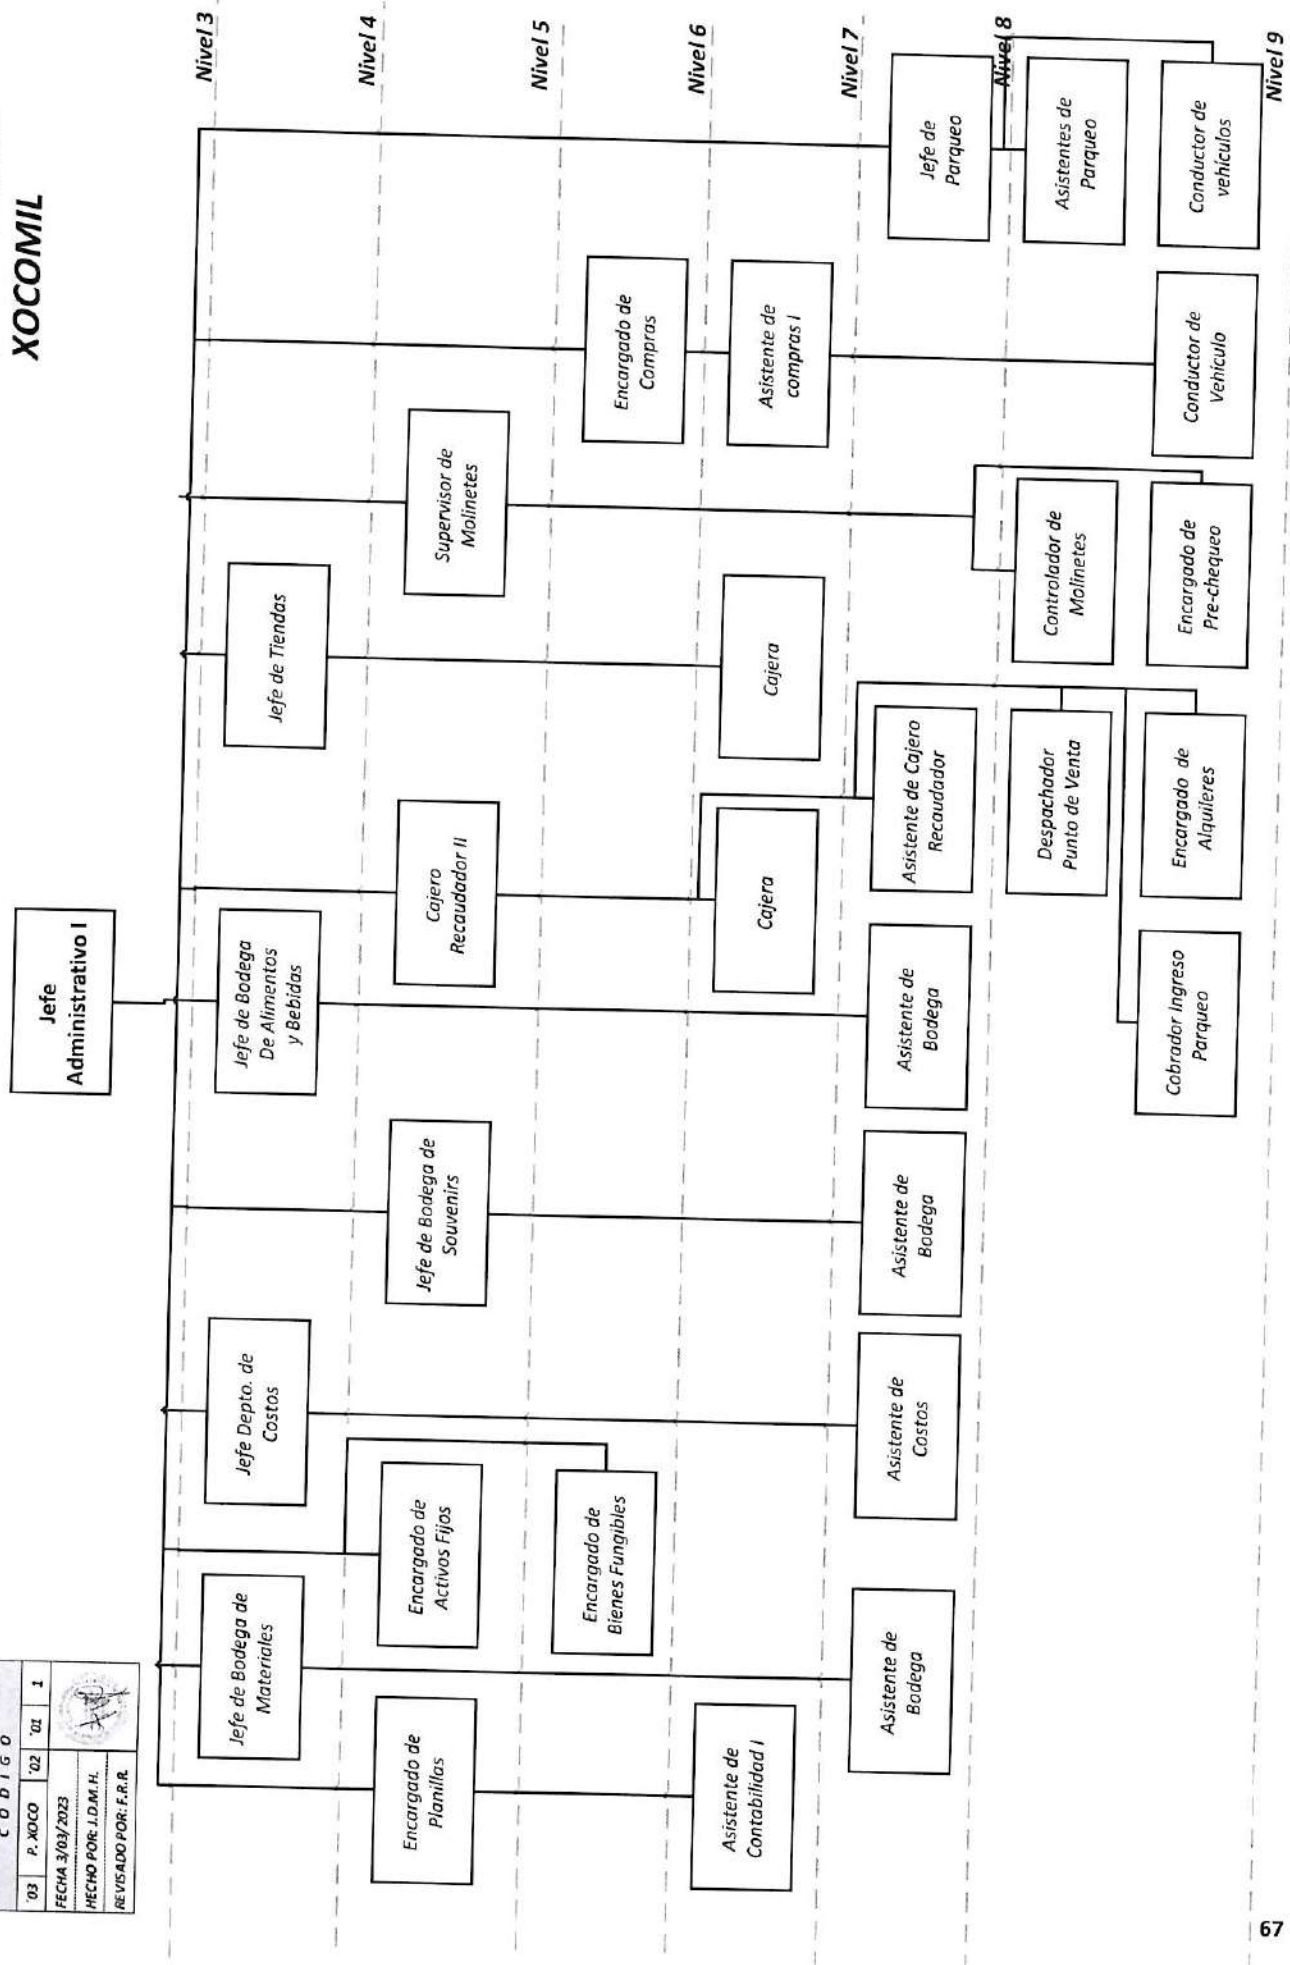 XOCOMIL
C O D I G O
'03 P. XOCO '02 '01 1
FECHA 3/03/2023
HECHO POR: J.D.M.H.
REVISADO POR: F.R.R.
Jefe
Administrativo I
Nivel 3
Jefe de Bodega de
Materiales
Jefe Depto. de
Costos
Jefe de Bodega
De Alimentos
y Bebidas
Jefe de Tiendas
Nivel 4
Encargado de
Planillas
Encargado de
Activos Fijos
Jefe de Bodega de
Souvenirs
Cajero
Recaudador II
Supervisor de
Molinetes
Nivel 5
Encargado de
Bienes Fungibles
Encargado de
Compras
Nivel 6
Asistente de
Contabilidad I
Cajera
Cajera
Asistente de
compras I
Nivel 7
Asistente de
Bodega
Asistente de
Costos
Asistente de
Bodega
Asistente de
Bodega
Asistente de Cajero
Recaudador
Jefe de
Parqueo
Nivel 8
Despachador
Punto de Venta
Controlador de
Molinetes
Asistentes de
Parqueo
Cobrador Ingreso
Parqueo
Encargado de
Alquileres
Encargado de
Pre-chequeo
Conductor de
Vehículo
Conductor de
vehículos
Nivel 9
67